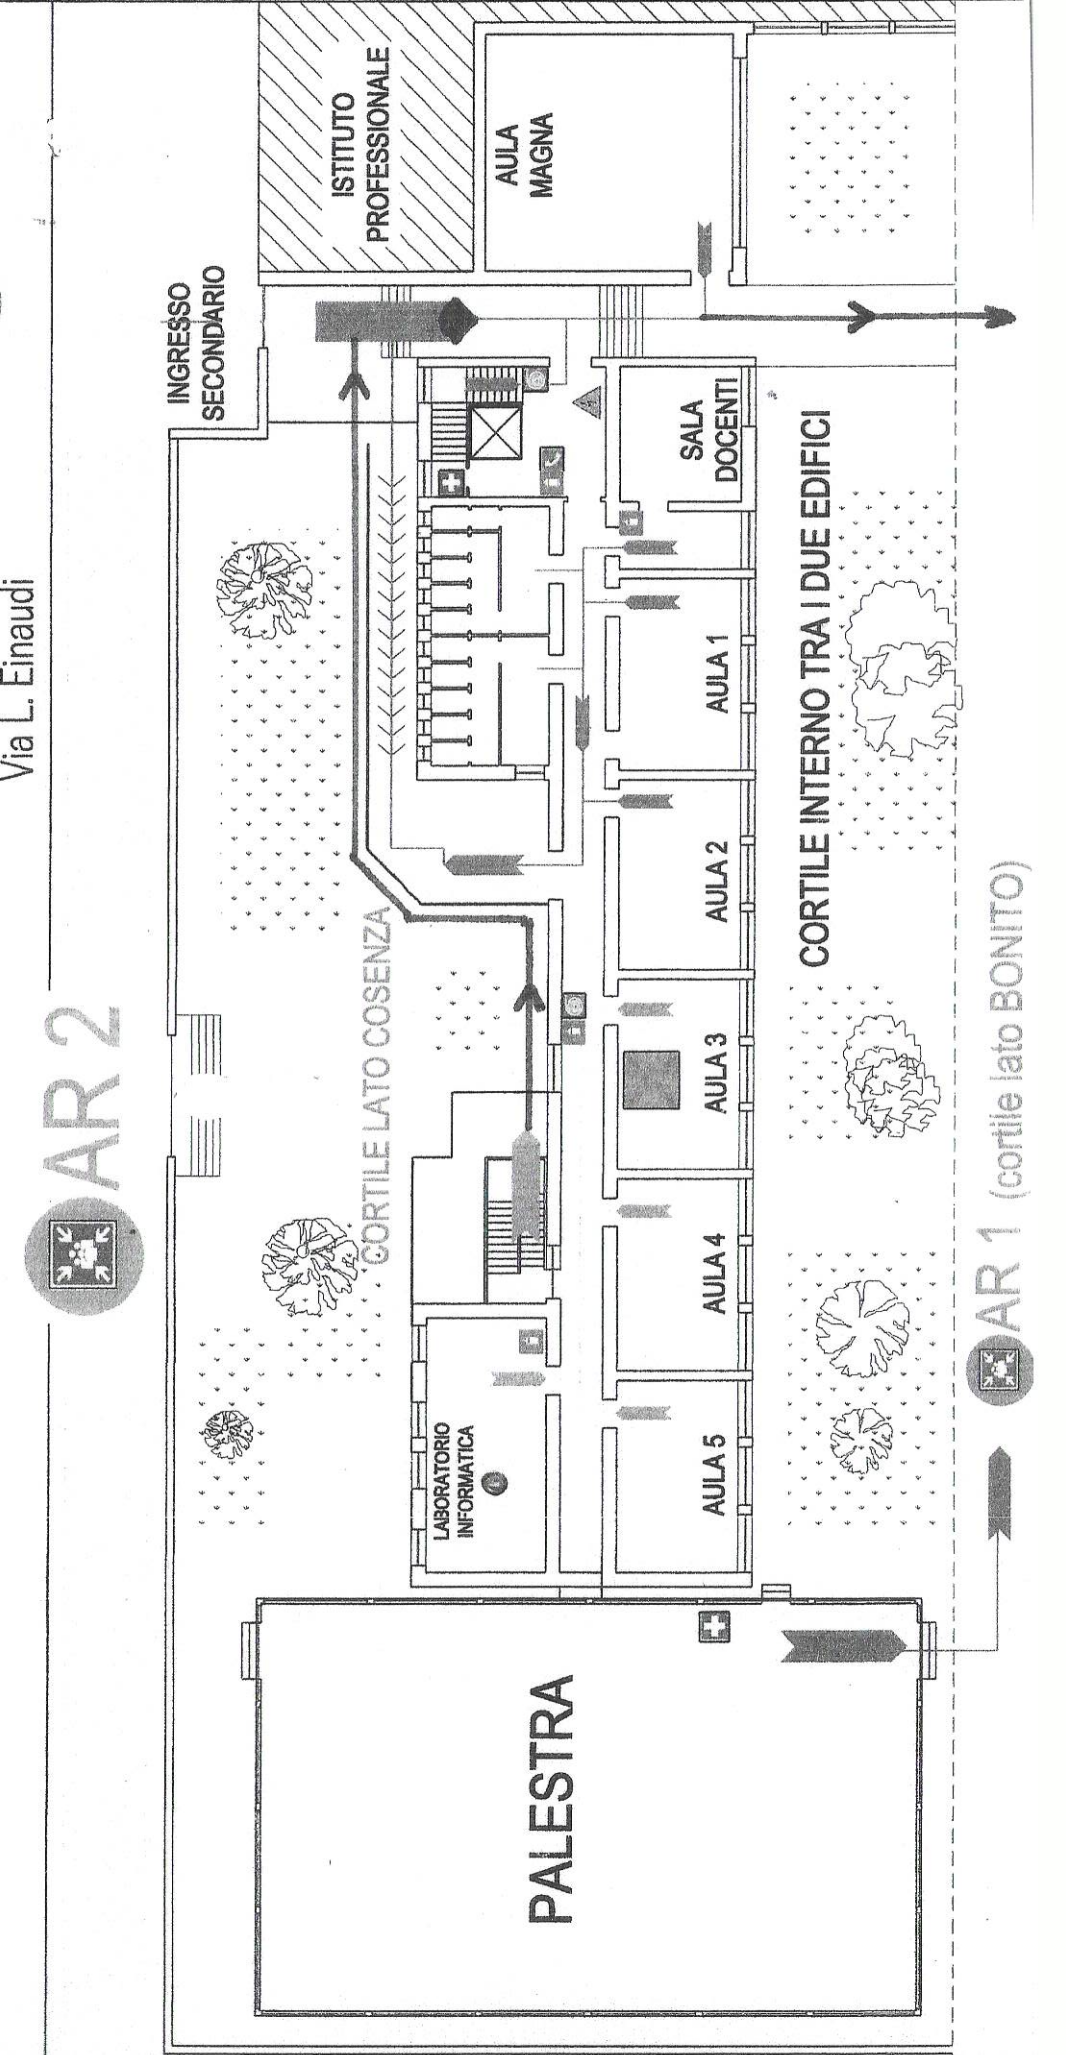 Via L. Einaudi
AR 2
INGRESSO
SECONDARIO
ISTITUTO
PROFESSIONALE
AULA
MAGNA
CORTILE LATO COSENZA
SALA
DOCENTI
AULA 1
AULA 2
AULA 3
AULA 4
AULA 5
LABORATORIO
INFORMATICA
CORTILE INTERNO TRA I DUE EDIFICI
PALESTRA
AR 1 (cortile lato BONITO)